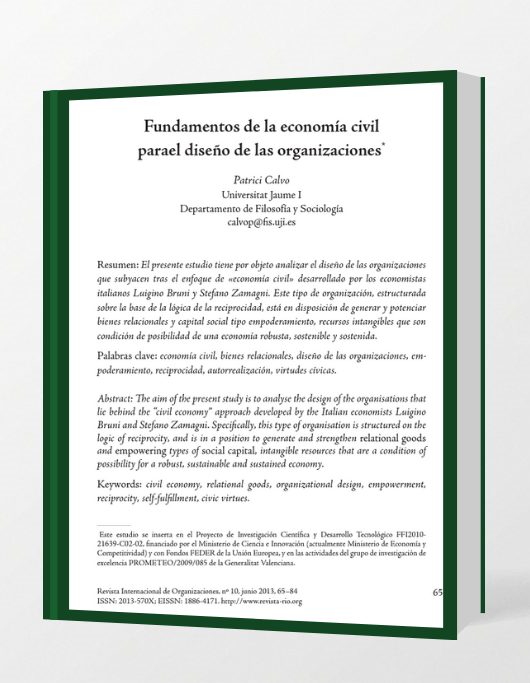 Fundamentos de la economía civil
parael diseño de las organizaciones*
Patrici Calvo
Universitat Jaume I
Departamento de Filosofía y Sociología
calvop@fis.uji.es
Resumen: El presente estudio tiene por objeto analizar el diseño de las organizaciones
que subyacen tras el enfoque de «economía civil» desarrollado por los economistas
italianos Luigino Bruni y Stefano Zamagni. Este tipo de organización, estructurada
sobre la base de la lógica de la reciprocidad, está en disposición de generar y potenciar
bienes relacionales y capital social tipo empoderamiento, recursos intangibles que son
condición de posibilidad de una economía robusta, sostenible y sostenida.
Palabras clave: economía civil, bienes relacionales, diseño de las organizaciones, em-
poderamiento, reciprocidad, autorrealización, virtudes cívicas.
Abstract: The aim of the present study is to analyse the design of the organisations that
lie behind the "civil economy" approach developed by the Italian economists Luigino
Bruni and Stefano Zamagni. Specifically, this type of organisation is structured on the
logic of reciprocity, and is in a position to generate and strengthen relational goods
and empowering types of social capital, intangible resources that are a condition of
possibility for a robust, sustainable and sustained economy.
Keywords: civil economy, relational goods, organizational design, empowerment,
reciprocity, self-fulfillment, civic virtues.
*Este estudio se inserta en el Proyecto de Investigación Científica y Desarrollo Tecnológico FFI2010-
21639-C02-02, financiado por el Ministerio de Ciencia e Innovación (actualmente Ministerio de Economía y
Competitividad) y con Fondos FEDER de la Unión Europea, y en las actividades del grupo de investigación de
excelencia PROMETEO/2009/085 de la Generalitat Valenciana.
Revista Internacional de Organizaciones, nº 10, junio 2013, 65–84
ISSN: 2013-570X; EISSN: 1886-4171. http://www.revista-rio.org
65